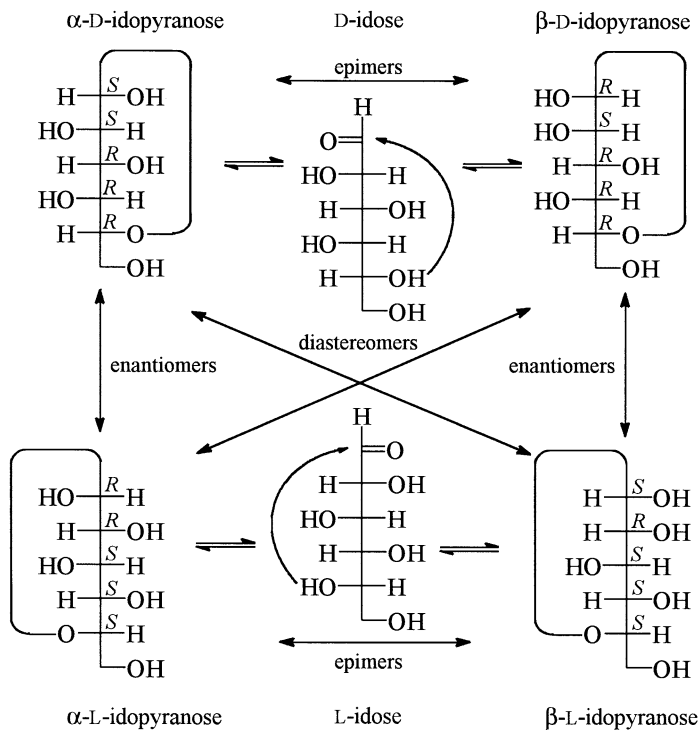 α-D-idopyranose D-idose β-D-idopyranose
epimers
H
S R
H OH O HO H
S S
HO H HO H HO H
R R
H OH H OH H OH
R R
HO H HO H HO H
R R
H O H OH H O
OH OH OH
diastereomers
enantiomers enantiomers
H
O
R S
HO H H OH H OH
R R
H OH HO H H OH
S S
HO H H OH HO H
S S
H OH HO H H OH
S S
O H OH O H
OH OH
epimers
α-L-idopyranose L-idose β-L-idopyranose